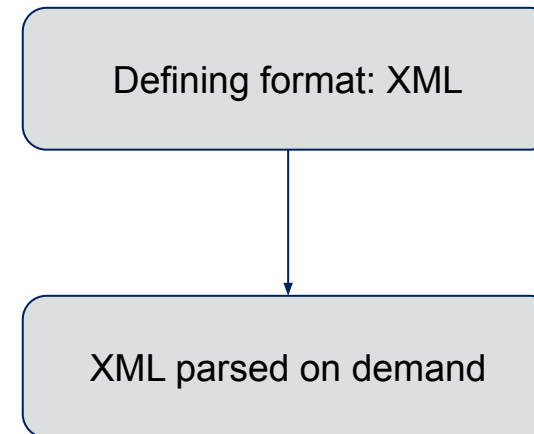 Defining format: XML
XML parsed on demand